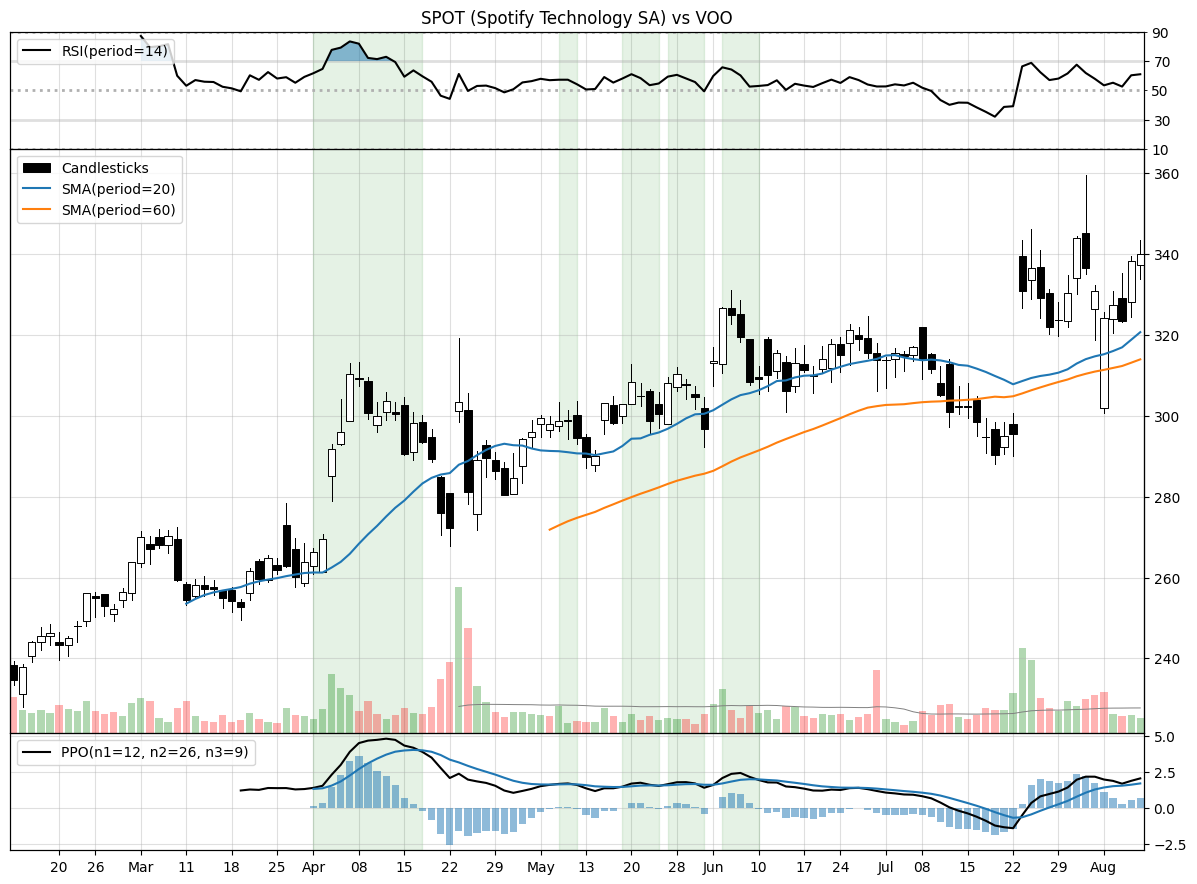 SPOT (Spotify Technology SA) vs VOO
RSI(period=14)
90
70
50
30
10
Candlesticks
SMA(period=20)
SMA(period=60)
360
340
320
300
280
260
240
PPO(n1=12, n2=26, n3=9)
5.0
2.5
0.0
−2.5
20 26 Mar 11 18 25 Apr 08 15 22 29 May 13 20 28 Jun 10 17 24 Jul 08 15 22 29 Aug